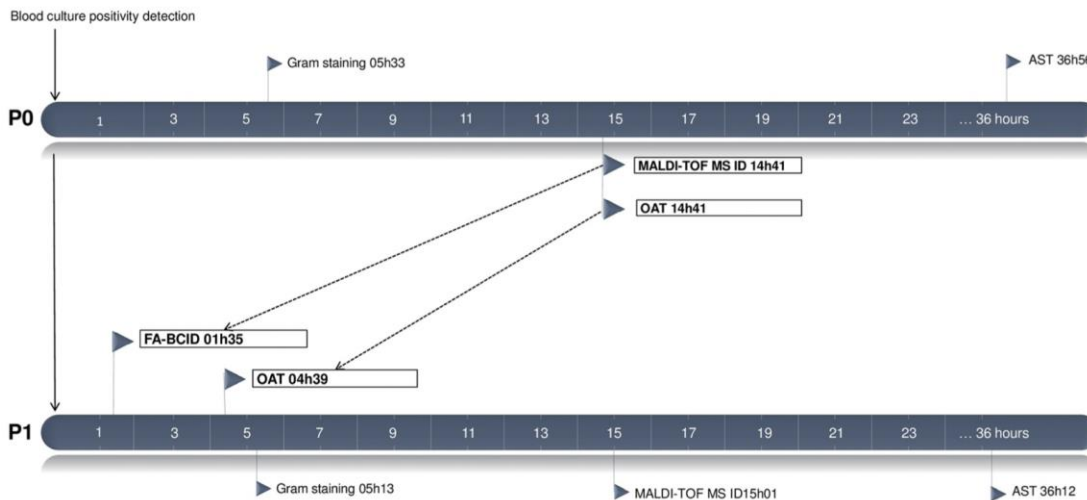 Blood culture positivity detection
Gram staining 05h33
AST 36h56
P0
1 3 5 7 9 11 13 15 17 19 21 23 ... 36 hours
MALDI-TOF MS ID 14h41
OAT 14h41
FA-BCID 01h35
OAT 04h39
P1
1 3 5 7 9 11 13 15 17 19 21 23 ... 36 hours
Gram staining 05h13
MALDI-TOF MS ID15h01
AST 36h12